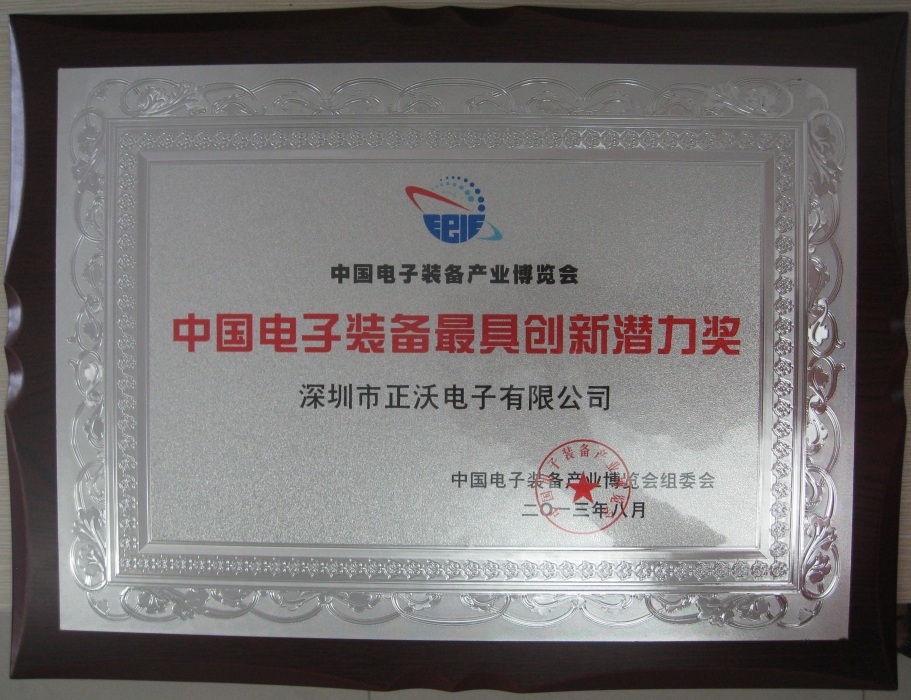 CEIE
中国电子装备产业博览会
中国电子装备最具创新潜力奖
深圳市正沃电子有限公司
中国电子装备产业博览会组委会
二〇一三年八月